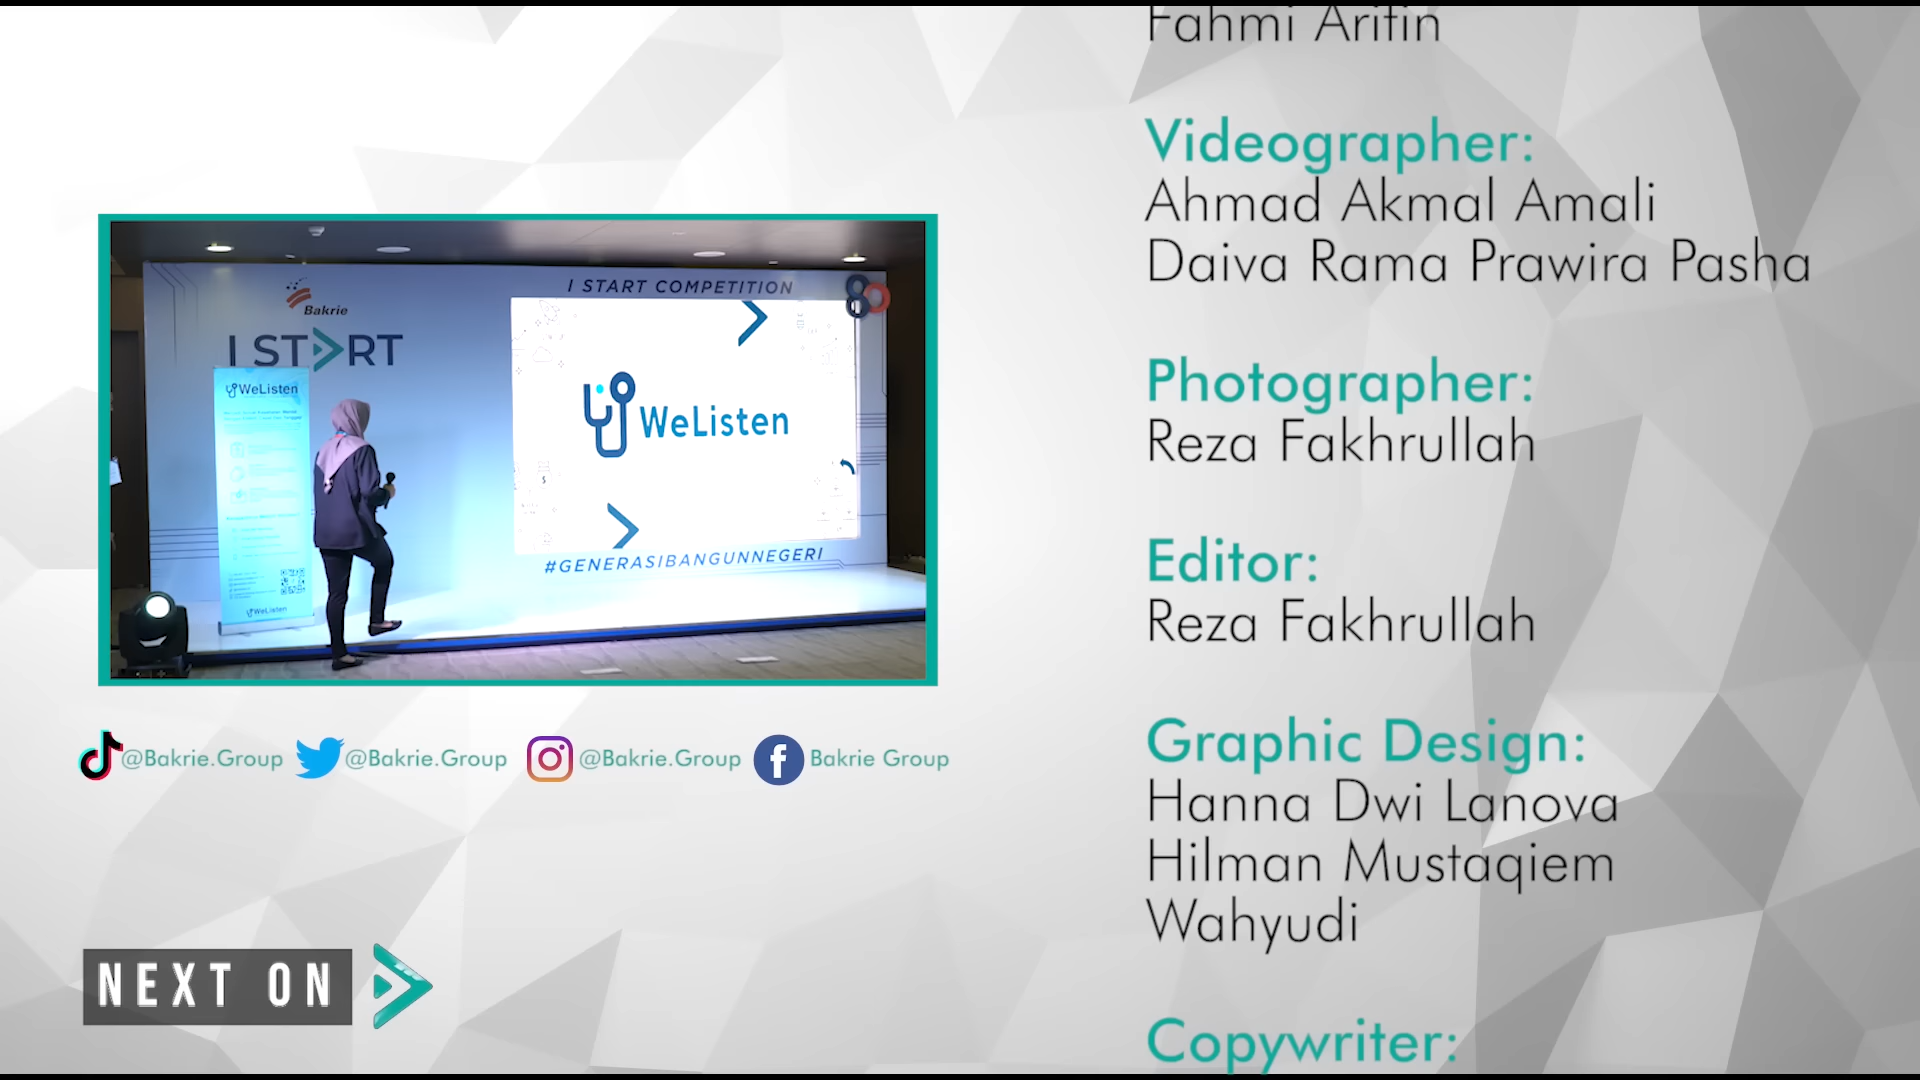 I START COMPETITION
80
Bakrie
I START
WeListen
WeListen
#GENERASIBANGUNNEGERI
WeListen
@Bakrie.Group
@Bakrie.Group
@Bakrie.Group
Bakrie Group
NEXT ON
Fahmi Arifin
Videographer:
Ahmad Akmal Amali
Daiva Rama Prawira Pasha
Photographer:
Reza Fakhrullah
Editor:
Reza Fakhrullah
Graphic Design:
Hanna Dwi Lanova
Hilman Mustaqiem
Wahyudi
Copywriter: